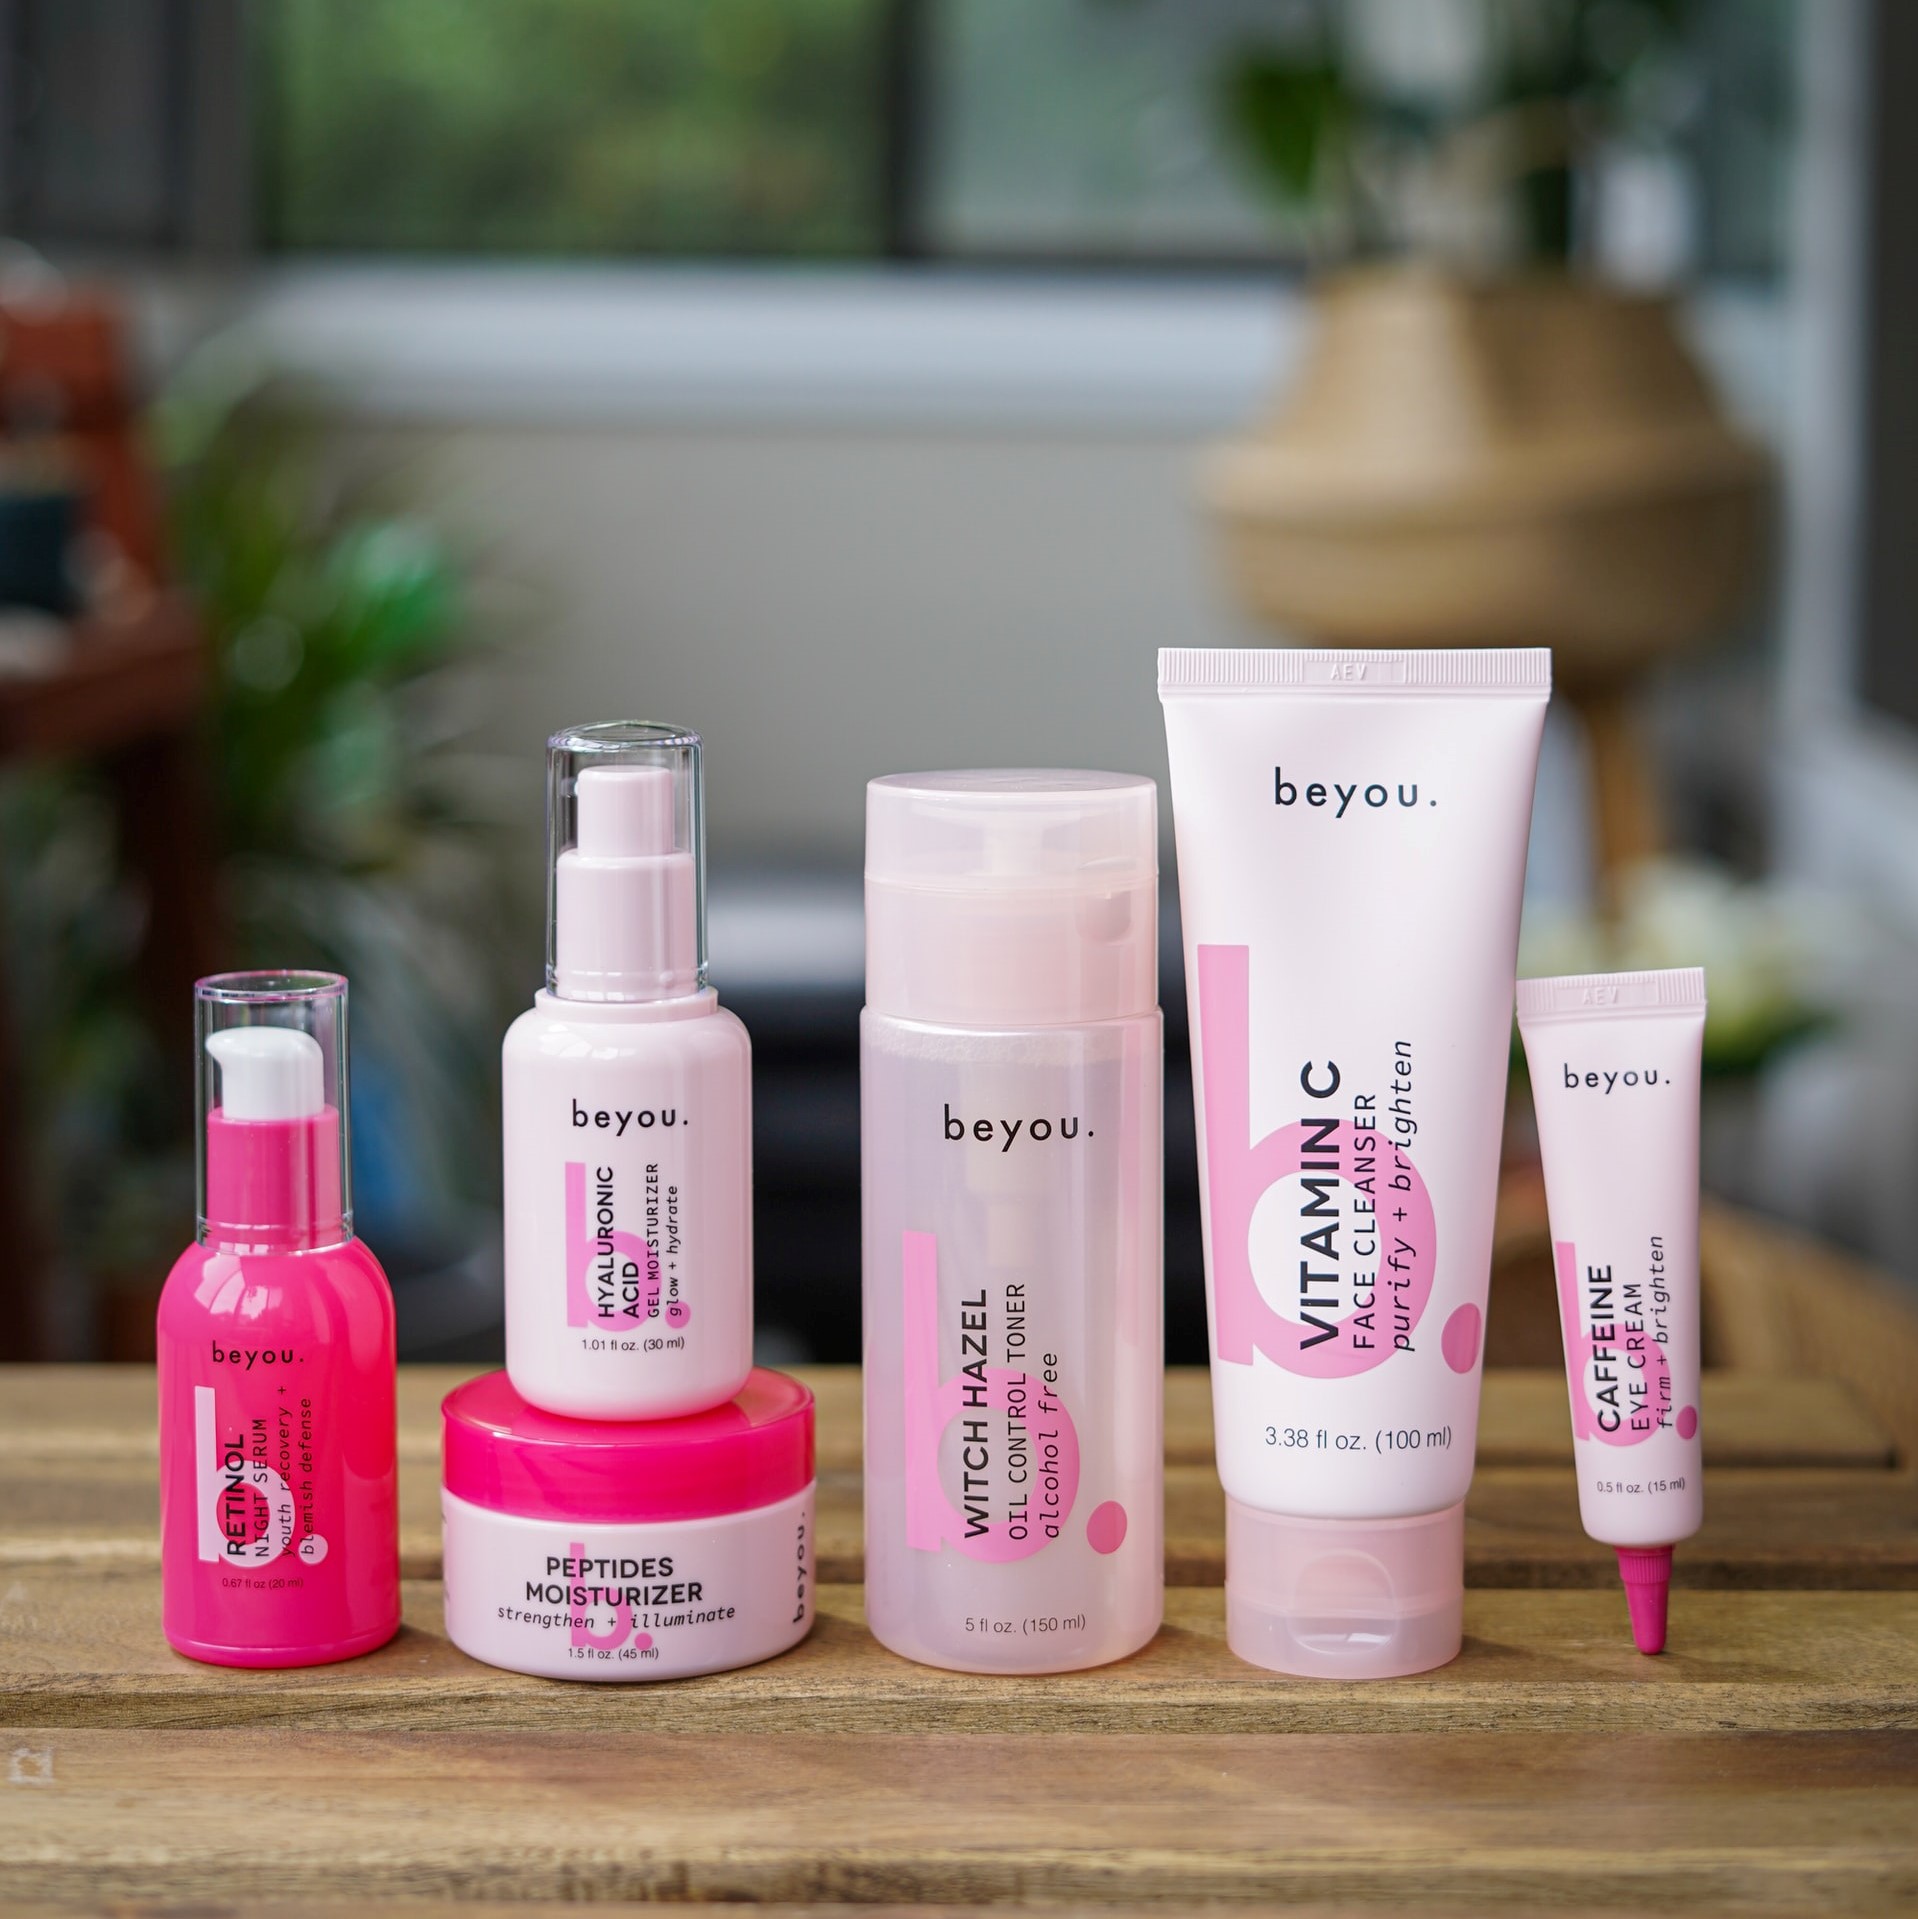 beyou.
RETINOL
NIGHT SERUM
youth recovery +
blemish defense
b.
0.67 fl oz (20 ml)
beyou.
HYALURONIC
ACID
GEL MOISTURIZER
glow + hydrate
b.
1.01 fl oz. (30 ml)
PEPTIDES
MOISTURIZER
strengthen + illuminate
b.
1.5 fl oz. (45 ml)
beyou.
beyou.
WITCH HAZEL
OIL CONTROL TONER
alcohol free
b.
5 fl oz. (150 ml)
AEV
beyou.
VITAMIN C
FACE CLEANSER
purify + brighten
b.
3.38 fl oz. (100 ml)
AEV
beyou.
CAFFEINE
EYE CREAM
firm + brighten
b.
0.5 fl oz. (15 ml)